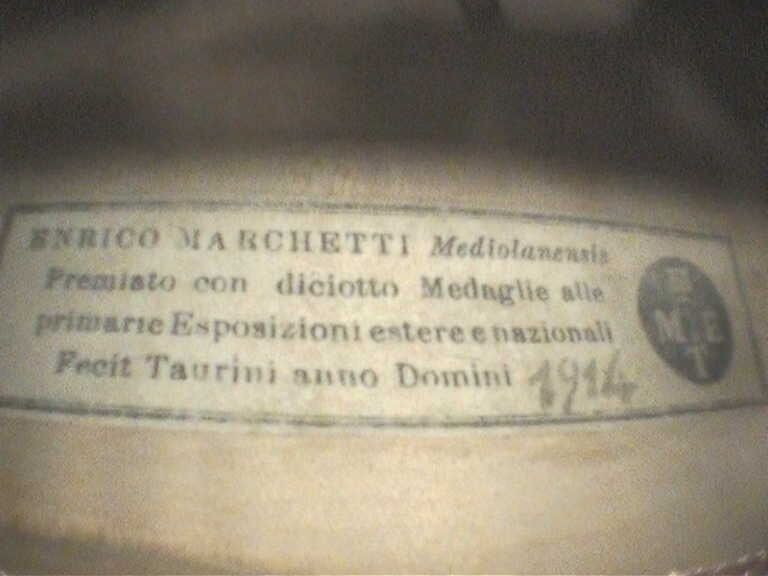 ENRICO MARCHETTI Mediolanensis
Premiato con diciotto Medaglie alle
primarie Esposizioni estere e nazionali
Fecit Taurini anno Domini 1914
M E
T